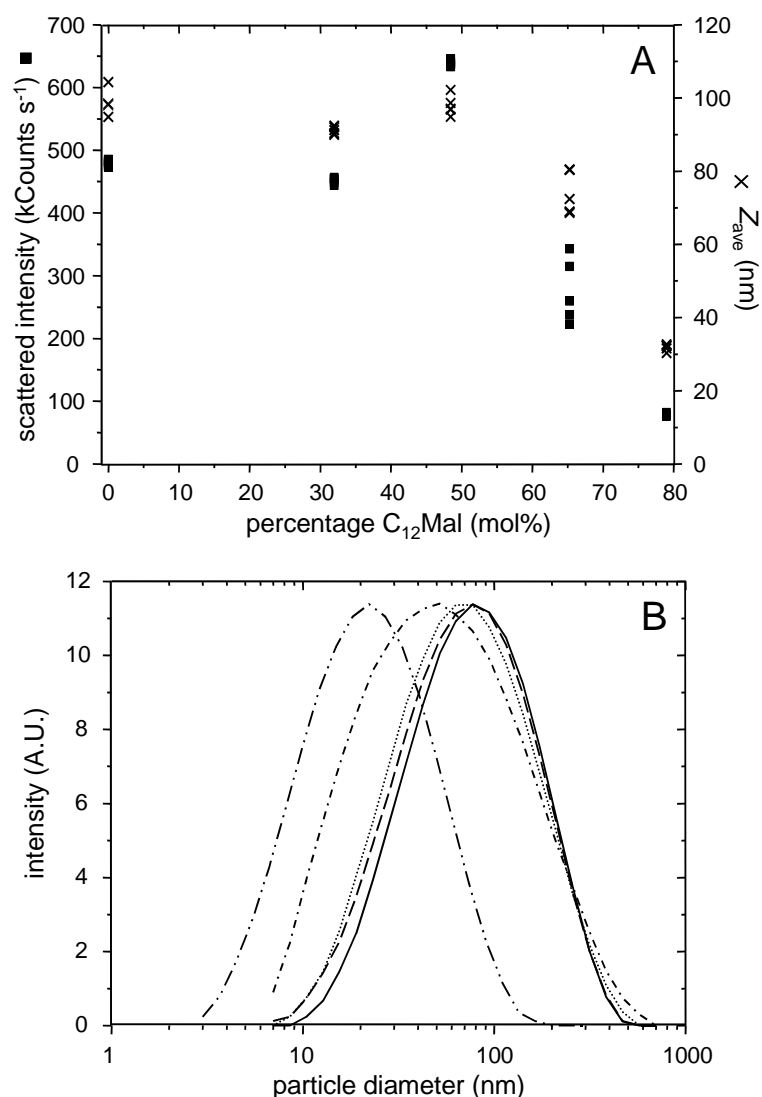 A
700
600
500
400
300
200
100
0
scattered intensity (kCounts s⁻¹) ■
120
100
80
60
40
20
0
× Z_ave (nm)
0 10 20 30 40 50 60 70 80
percentage C₁₂Mal (mol%)
B
12
10
8
6
4
2
0
intensity (A.U.)
1 10 100 1000
particle diameter (nm)